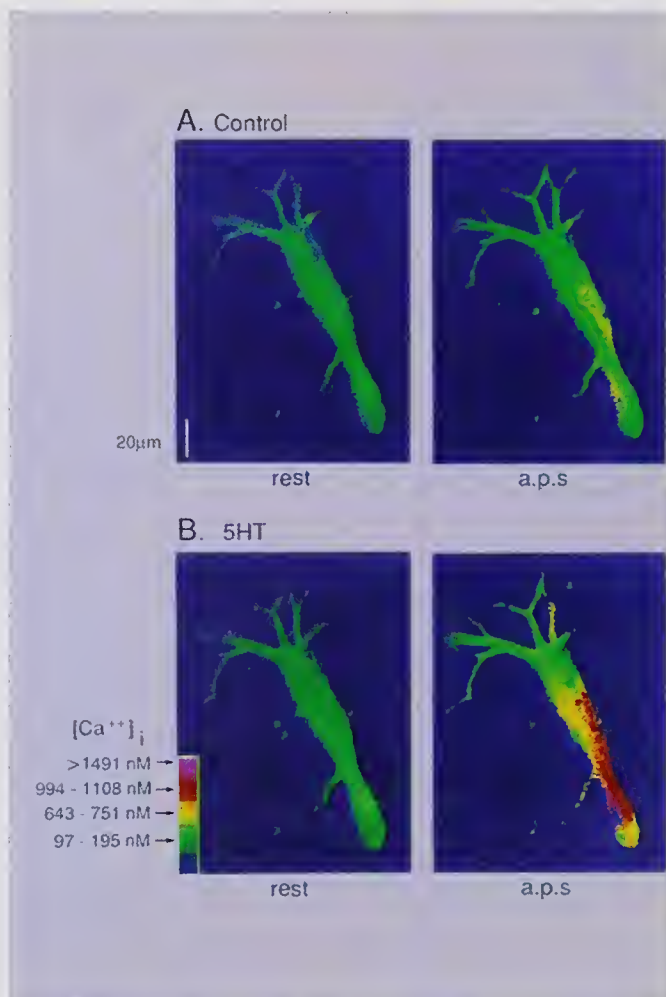 A. Control
20µm
rest
a.p.s
B. 5HT
[Ca⁺⁺]i
>1491 nM
994 - 1108 nM
643 - 751 nM
97 - 195 nM
rest
a.p.s